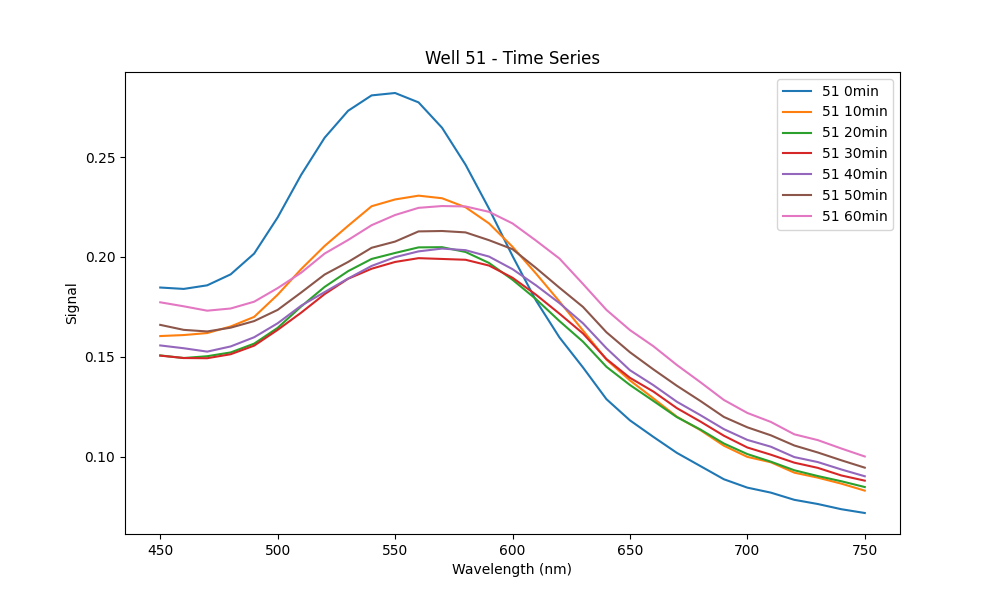 Well 51 - Time Series
51 0min
51 10min
51 20min
51 30min
51 40min
51 50min
51 60min
Signal
0.25
0.20
0.15
0.10
450 500 550 600 650 700 750
Wavelength (nm)